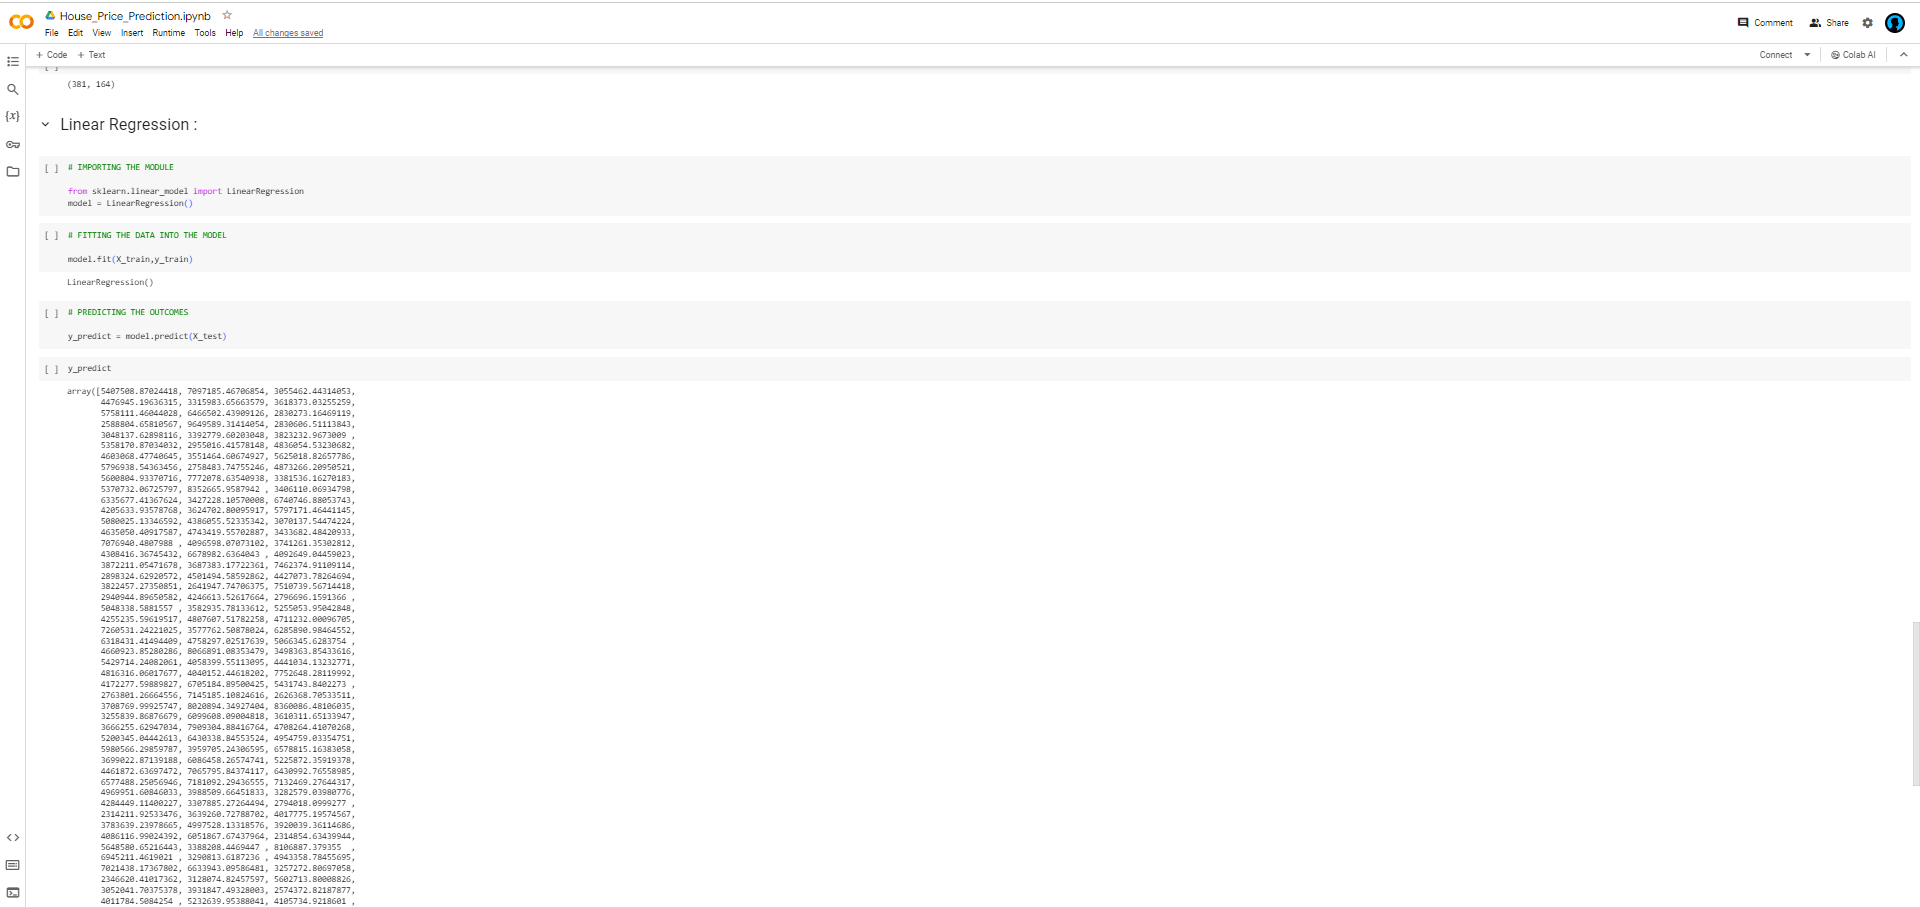 House_Price_Prediction.ipynb
Comment Share
File Edit View Insert Runtime Tools Help All changes saved
+ Code + Text
Connect Colab AI
(381, 164)
Linear Regression :
[ ] # IMPORTING THE MODULE
from sklearn.linear_model import LinearRegression
model = LinearRegression()
[ ] # FITTING THE DATA INTO THE MODEL
model.fit(X_train,y_train)
LinearRegression()
[ ] # PREDICTING THE OUTCOMES
y_predict = model.predict(X_test)
[ ] y_predict
array([5407508.87024418, 7097185.46706854, 3055462.44314053,
4476945.19636315, 3315983.65663579, 3618373.03255259,
5758111.46044028, 6466502.43909126, 2830273.16469119,
2588804.65810567, 9649589.31414054, 2830606.51113843,
3048137.62898116, 3392779.60203048, 3823232.9673009 ,
5358170.87034032, 2955016.41578148, 4836054.53230682,
4603068.47740645, 3551464.60674927, 5625018.82657786,
5796938.54363456, 2758483.74755246, 4873266.20950521,
5600804.93370716, 7772078.63540938, 3381536.16270183,
5370732.06725797, 8352665.9587942 , 3406110.06934798,
6335677.41367624, 3427228.10570008, 6740746.88053743,
4205633.93578768, 3624702.80095917, 5797171.46441145,
5080025.13346592, 4386055.52335342, 3070137.54474224,
4635050.40917587, 4743419.55702887, 3433682.48420933,
7076940.4807988 , 4096598.07073102, 3741261.35302812,
4308416.36745432, 6678982.6364043 , 4092649.04459023,
3872211.05471678, 3687383.17722361, 7462374.91109114,
2898324.62920572, 4501494.58592862, 4427073.78264694,
3822457.27350851, 2641947.74706375, 7510739.56714418,
2940944.89650582, 4246613.52617664, 2796696.1591366 ,
5048338.5881557 , 3582935.78133612, 5255053.95042848,
4255235.59619517, 4807607.51782258, 4711232.00096705,
7260531.24221025, 3577762.50878024, 6285890.98464552,
6318431.41494409, 4758297.02517639, 5066345.6283754 ,
4660923.85280286, 8066891.08353479, 3498363.85433616,
5429714.24082061, 4058399.55113095, 4441034.13232771,
4816316.06017677, 4040152.44618202, 7752648.28119992,
4172277.59889827, 6705184.89500425, 5431743.8402273 ,
2763801.26664556, 7145185.10824616, 2626368.70533511,
3708769.99925747, 8020894.34927404, 8360086.48106035,
3255839.86876679, 6099608.09004818, 3610311.65133947,
3666255.62947034, 7909304.88416764, 4708264.41070268,
5200345.04442613, 6430338.84553524, 4954759.03354751,
5980566.29859787, 3959705.24306595, 6578815.16383058,
3699022.87139188, 6086458.26574741, 5225872.35919378,
4461872.63697472, 7065795.84374117, 6430992.76558985,
6577488.25056946, 7181092.29436555, 7132469.27644317,
4969951.60846033, 3988509.66451833, 3282579.03980776,
4284449.11400227, 3307885.27264494, 2794018.0999277 ,
2314211.92533476, 3639260.72788702, 4017775.19574567,
3783639.23978665, 4997528.13318576, 3920039.36114686,
4086116.99024392, 6051867.67437964, 2314854.63439944,
5648580.65216443, 3388208.4469447 , 8106887.379355  ,
6945211.4619021 , 3290813.6187236 , 4943358.78455695,
7021438.17367802, 6633943.09586481, 3257272.80697058,
2346620.41017362, 3128074.82457597, 5602713.80008826,
3052041.70375378, 3931847.49328003, 2574372.82187877,
4011784.5084254 , 5232639.95388041, 4105734.9218601 ,